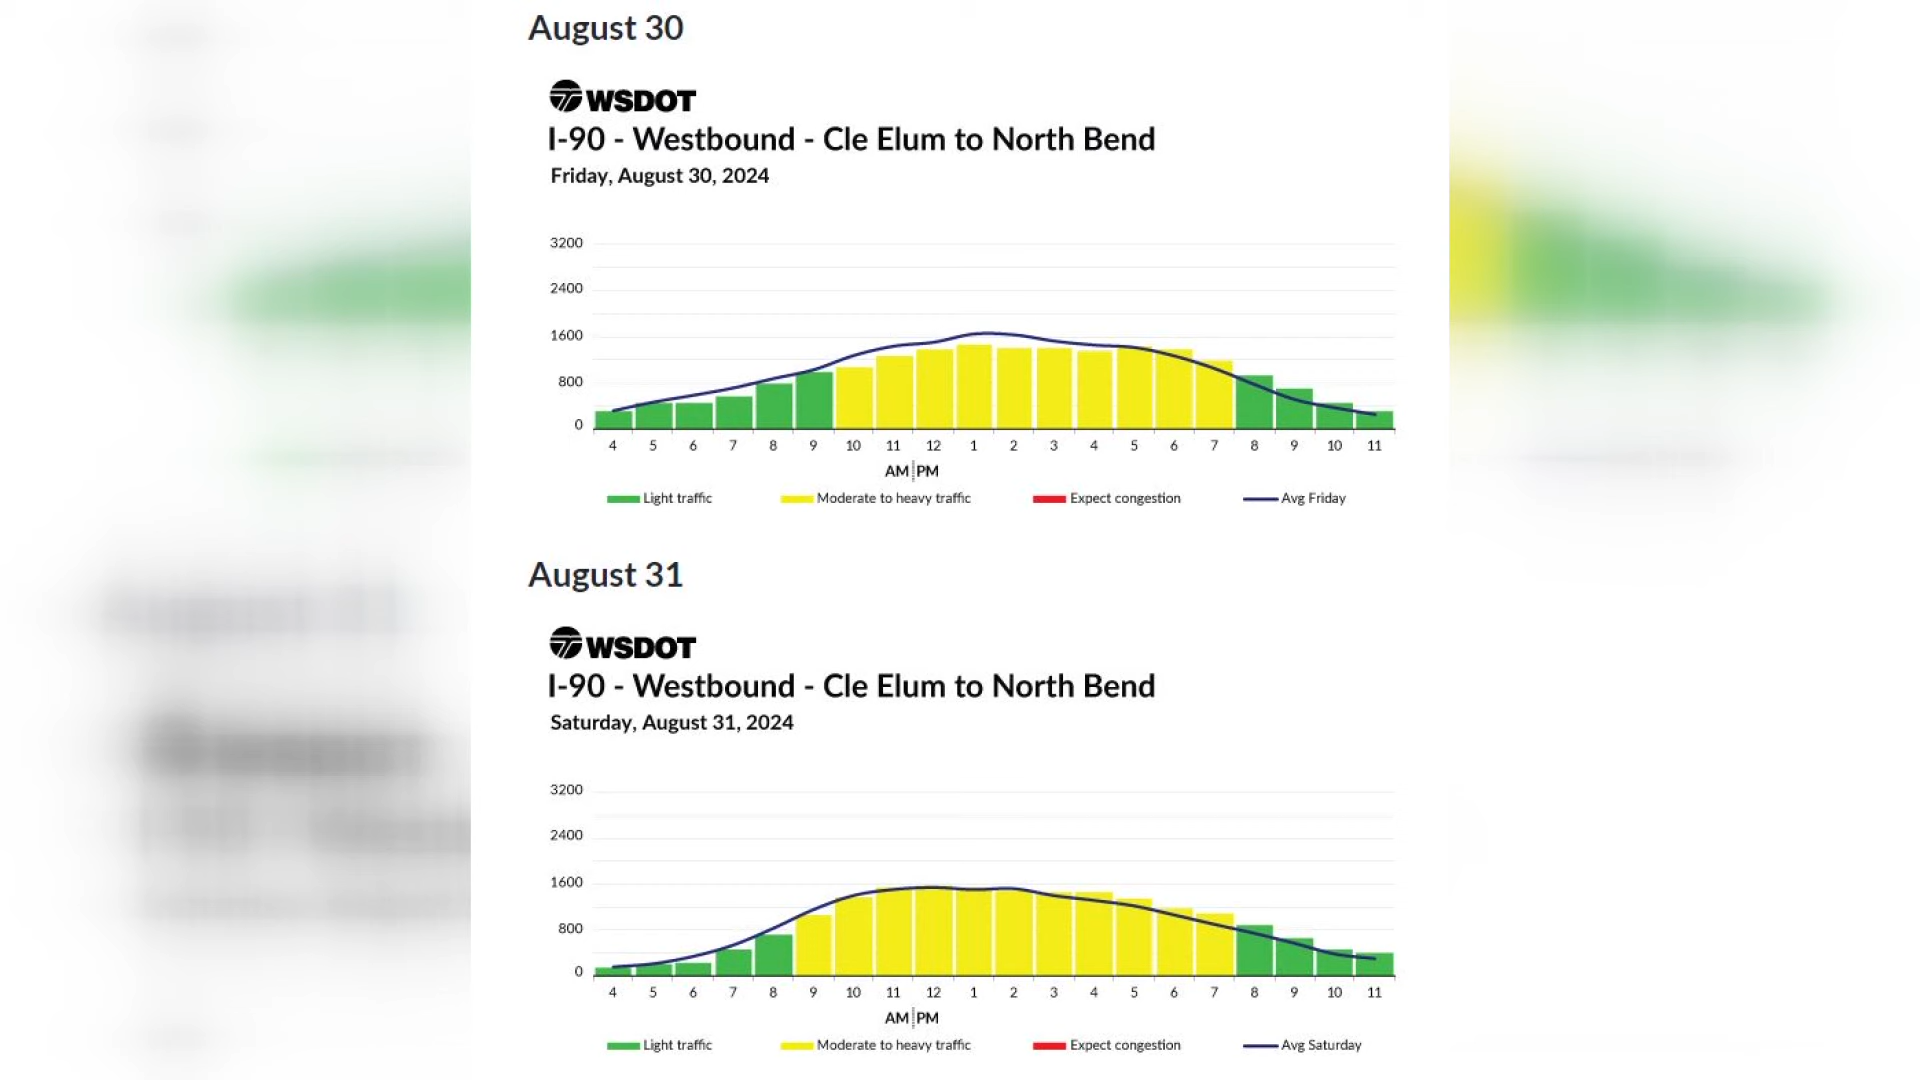 August 30
WSDOT
I-90 - Westbound - Cle Elum to North Bend
Friday, August 30, 2024
3200
2400
1600
800
0
4 5 6 7 8 9 10 11 12 1 2 3 4 5 6 7 8 9 10 11
AM PM
Light traffic Moderate to heavy traffic Expect congestion Avg Friday
August 31
WSDOT
I-90 - Westbound - Cle Elum to North Bend
Saturday, August 31, 2024
3200
2400
1600
800
0
4 5 6 7 8 9 10 11 12 1 2 3 4 5 6 7 8 9 10 11
AM PM
Light traffic Moderate to heavy traffic Expect congestion Avg Saturday